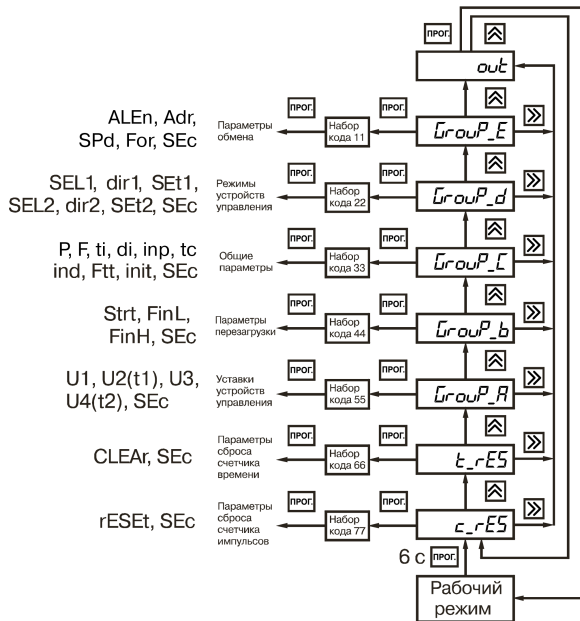 ПРОГ.
out
ALEn, Adr,
SPd, For, SEc
Параметры
обмена
ПРОГ.
Набор
кода 11
ПРОГ.
GrouP_E
SEL1, dir1, SEt1,
SEL2, dir2, SEt2, SEc
Режимы
устройств
управления
ПРОГ.
Набор
кода 22
ПРОГ.
GrouP_d
P, F, ti, di, inp, tc
ind, Ftt, init, SEc
Общие
параметры
ПРОГ.
Набор
кода 33
ПРОГ.
GrouP_C
Strt, FinL,
FinH, SEc
Параметры
перезагрузки
ПРОГ.
Набор
кода 44
ПРОГ.
GrouP_b
U1, U2(t1), U3,
U4(t2), SEc
Уставки
устройств
управления
ПРОГ.
Набор
кода 55
ПРОГ.
GrouP_A
CLEAr, SEc
Параметры
сброса
счетчика
времени
ПРОГ.
Набор
кода 66
ПРОГ.
t_rES
rESEt, SEc
Параметры
сброса
счетчика
импульсов
ПРОГ.
Набор
кода 77
ПРОГ.
c_rES
6 с ПРОГ.
Рабочий
режим